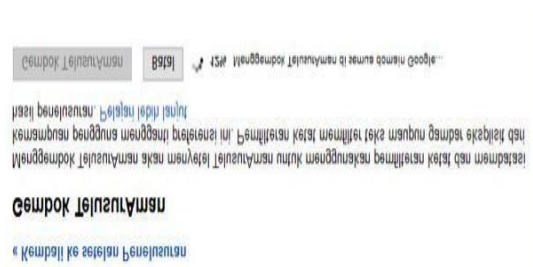 « Kembali ke setelan Penelusuran
Gembok TelusurAman
Menggembok TelusurAman akan menyetel TelusurAman untuk menggunakan pemfilteran ketat dan membatasi
kemampuan pengguna mengganti preferensi ini. Pemfilteran ketat memfilter teks maupun gambar eksplisit dari
hasil penelusuran. Pelajari lebih lanjut
Gembok TelusurAman Batal 12% Menggembok TelusurAman di semua domain Google...